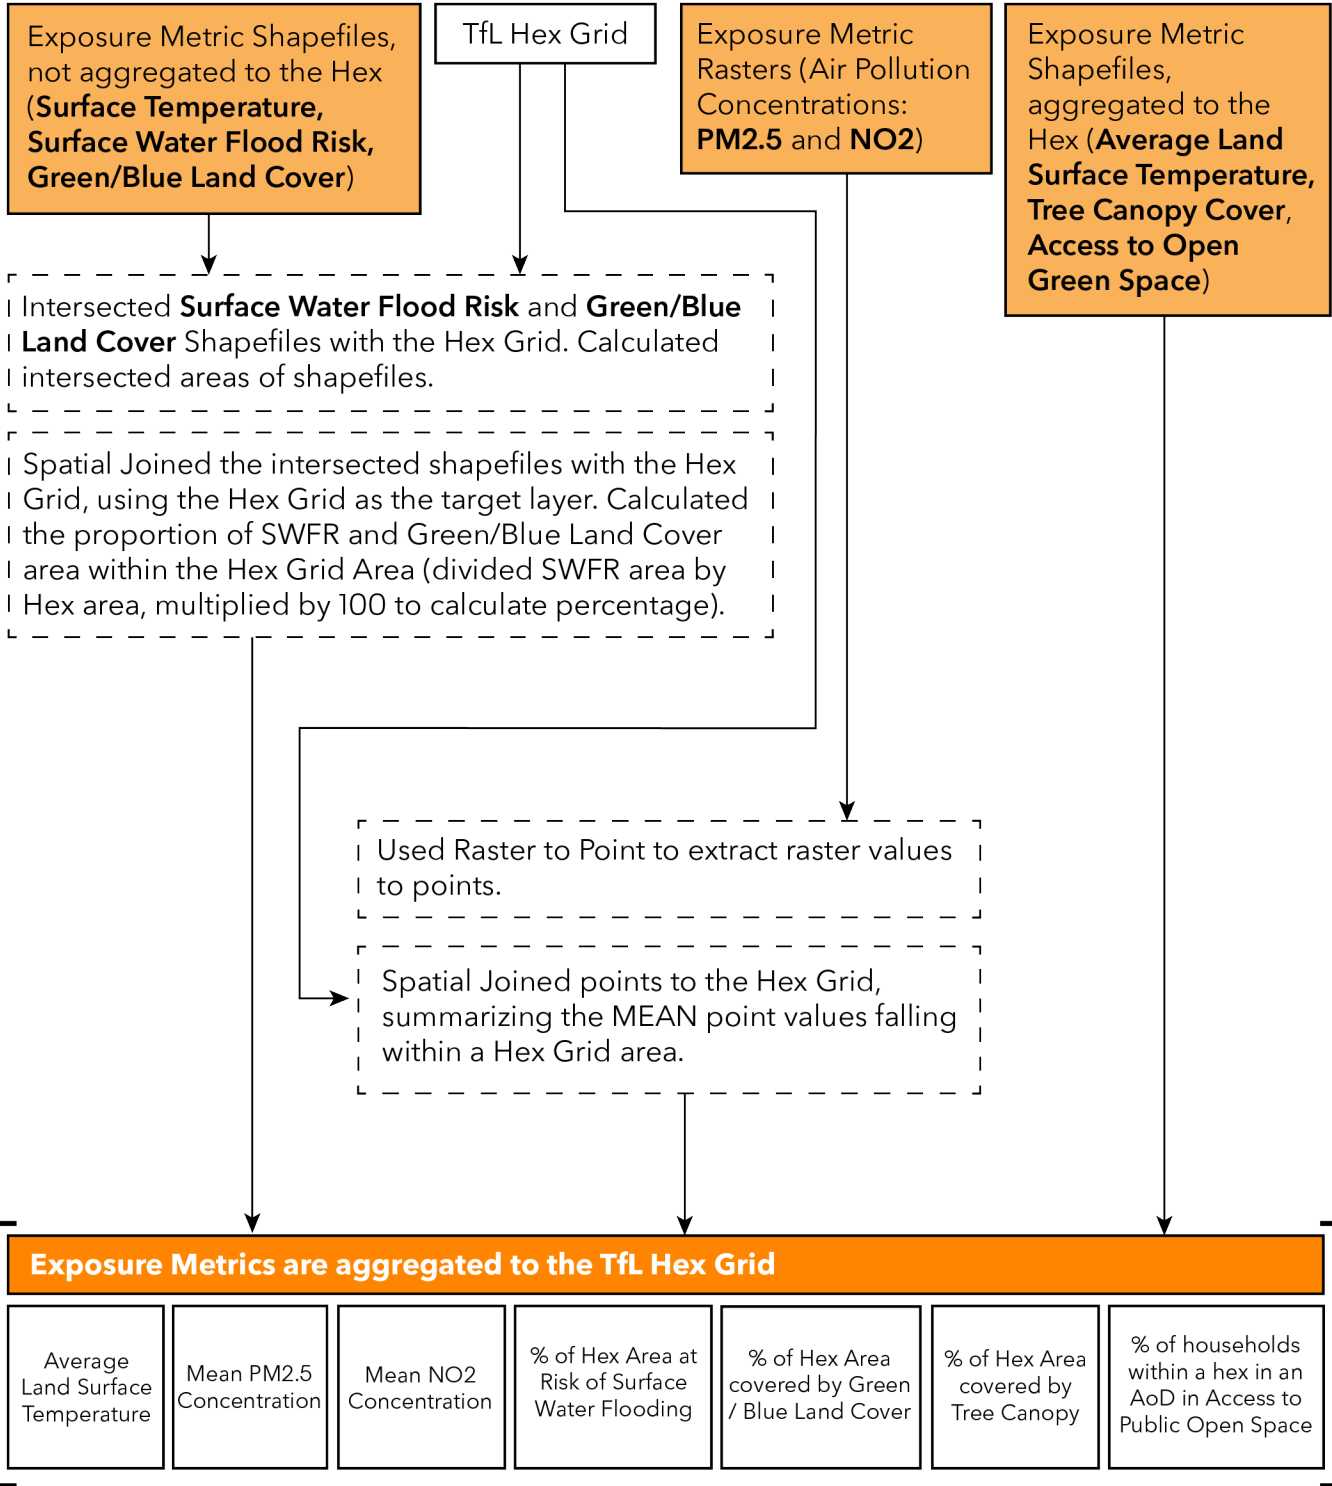 Exposure Metric Shapefiles,
not aggregated to the Hex
(Surface Temperature,
Surface Water Flood Risk,
Green/Blue Land Cover)
TfL Hex Grid
Exposure Metric
Rasters (Air Pollution
Concentrations:
PM2.5 and NO2)
Exposure Metric
Shapefiles,
aggregated to the
Hex (Average Land
Surface Temperature,
Tree Canopy Cover,
Access to Open
Green Space)
Intersected Surface Water Flood Risk and Green/Blue
Land Cover Shapefiles with the Hex Grid. Calculated
intersected areas of shapefiles.
Spatial Joined the intersected shapefiles with the Hex
Grid, using the Hex Grid as the target layer. Calculated
the proportion of SWFR and Green/Blue Land Cover
area within the Hex Grid Area (divided SWFR area by
Hex area, multiplied by 100 to calculate percentage).
Used Raster to Point to extract raster values
to points.
Spatial Joined points to the Hex Grid,
summarizing the MEAN point values falling
within a Hex Grid area.
Exposure Metrics are aggregated to the TfL Hex Grid
Average
Land Surface
Temperature
Mean PM2.5
Concentration
Mean NO2
Concentration
% of Hex Area at
Risk of Surface
Water Flooding
% of Hex Area
covered by Green
/ Blue Land Cover
% of Hex Area
covered by
Tree Canopy
% of households
within a hex in an
AoD in Access to
Public Open Space